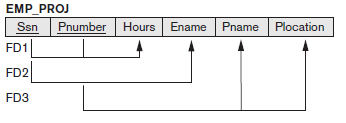 EMP_PROJ
Ssn Pnumber Hours Ename Pname Plocation
FD1
FD2
FD3